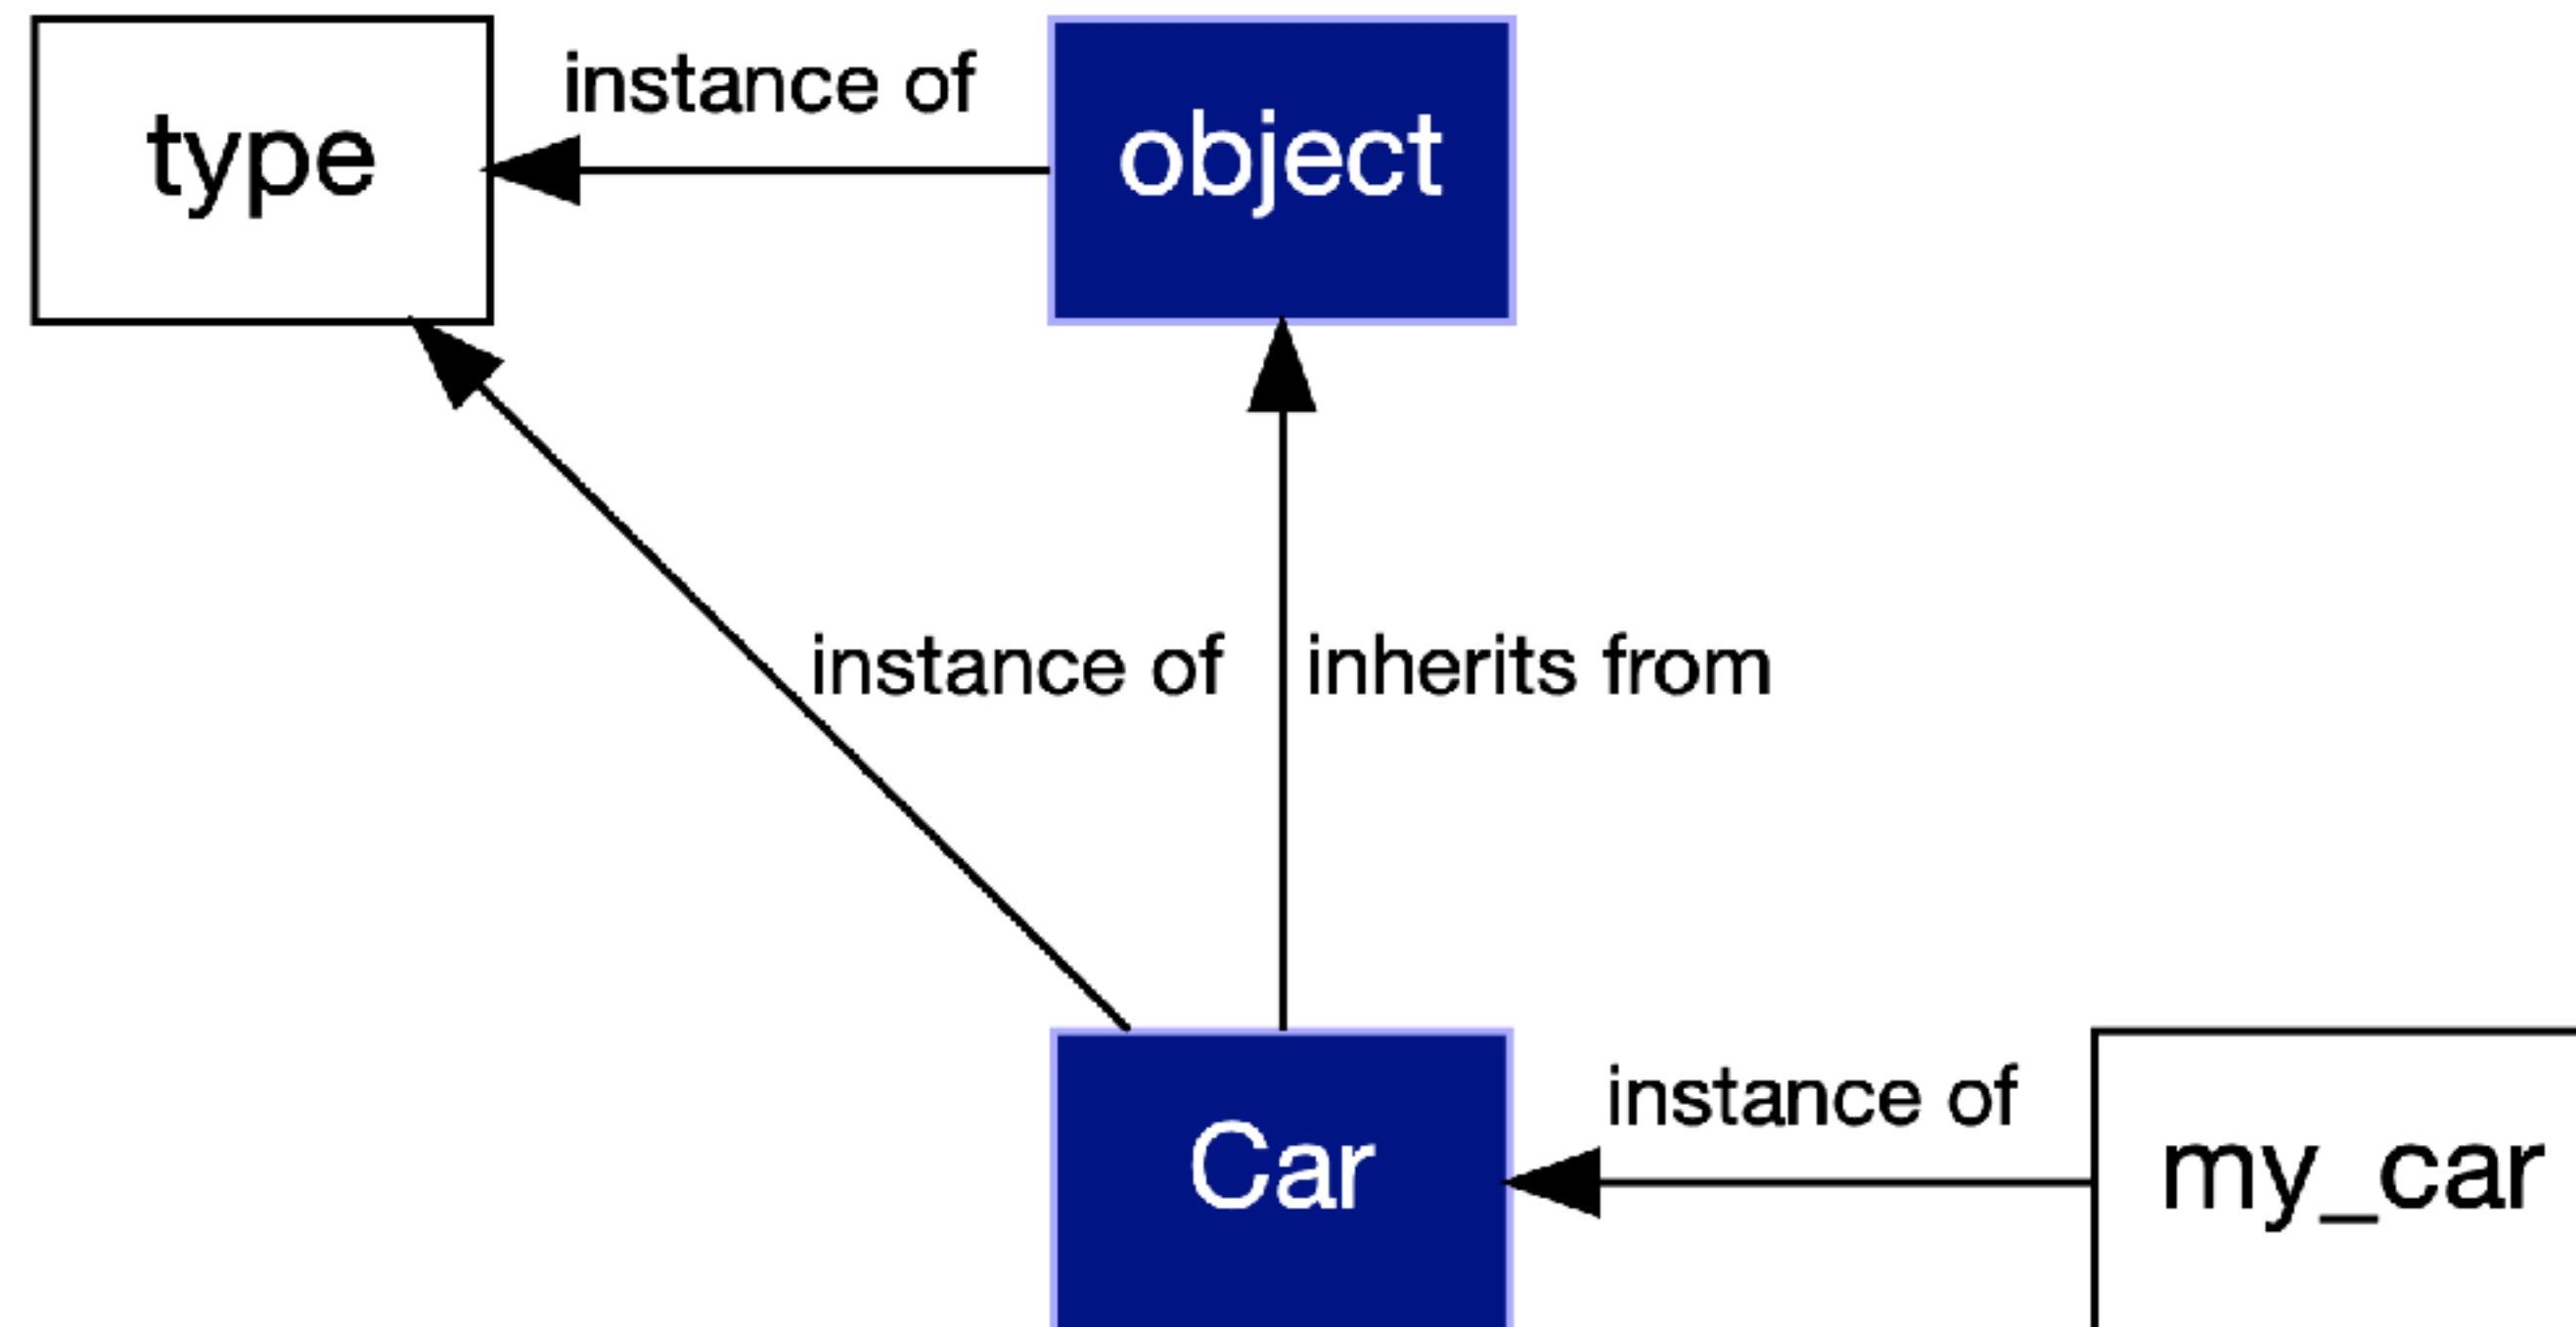 type
instance of
object
instance of
inherits from
Car
instance of
my_car